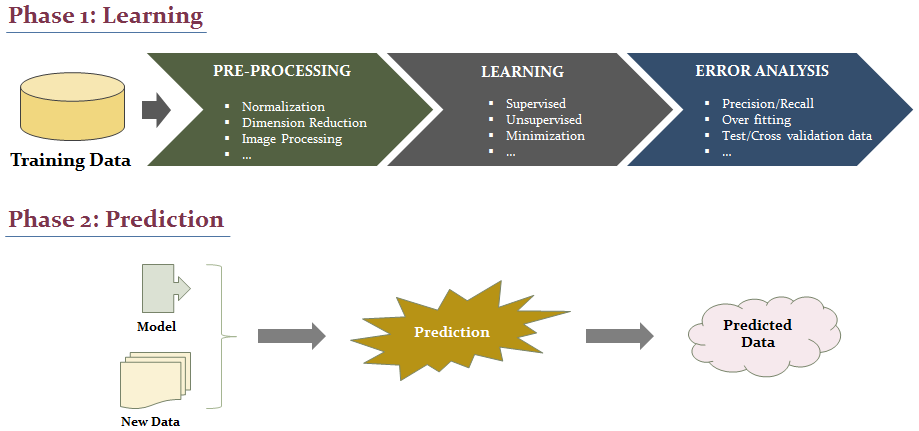 Phase 1: Learning
Training Data
PRE-PROCESSING
Normalization
Dimension Reduction
Image Processing
...
LEARNING
Supervised
Unsupervised
Minimization
...
ERROR ANALYSIS
Precision/Recall
Over fitting
Test/Cross validation data
...
Phase 2: Prediction
Model
New Data
Prediction
Predicted
Data